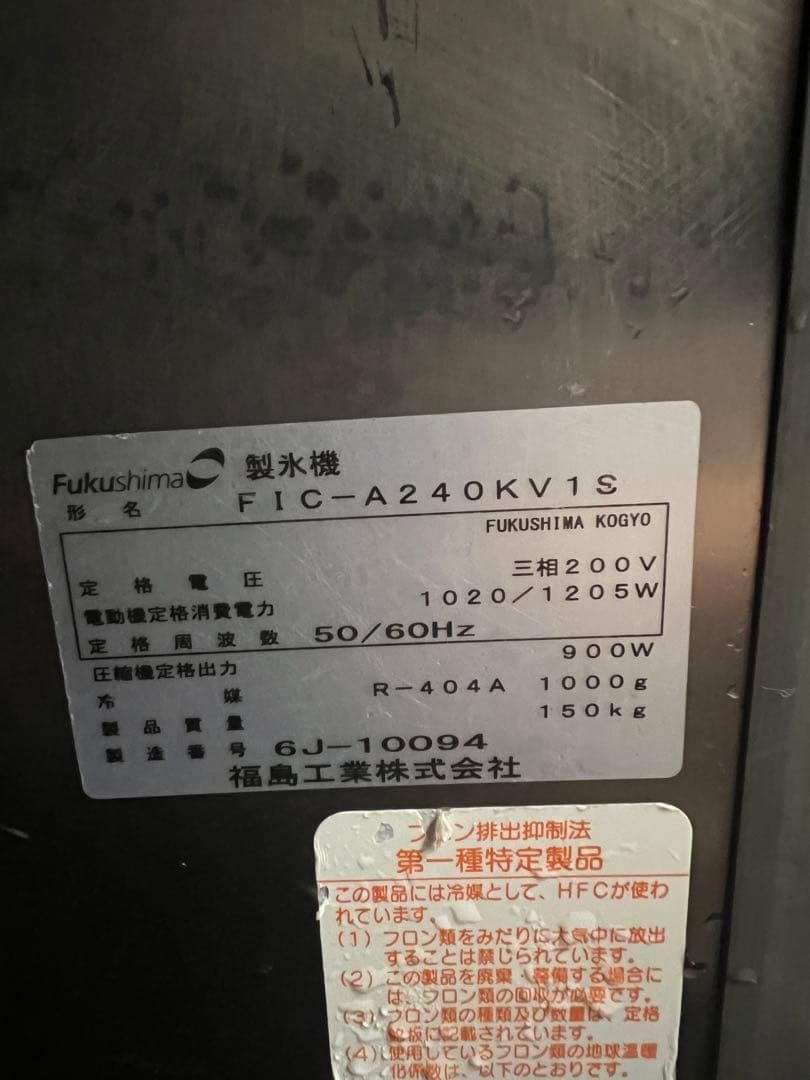 Fukushima 製氷機
形名 FIC-A240KV1S
FUKUSHIMA KOGYO
定格電圧 三相200V
電動機定格消費電力 1020/1205W
定格周波数 50/60Hz
圧縮機定格出力 900W
冷媒 R-404A 1000g
製品質量 150kg
製造番号 6J-10094
福島工業株式会社
フロン排出抑制法
第一種特定製品
この製品には冷媒として、HFCが使わ
れています。
(1) フロン類をみだりに大気中に放出
することは禁じられています。
(2) この製品を廃棄・整備する場合に
は、フロン類の回収が必要です。
(3) フロン類の種類及び数量は、定格
銘板に記載されています。
(4) 使用しているフロン類の地球温暖
化係数は、以下のとおりです。